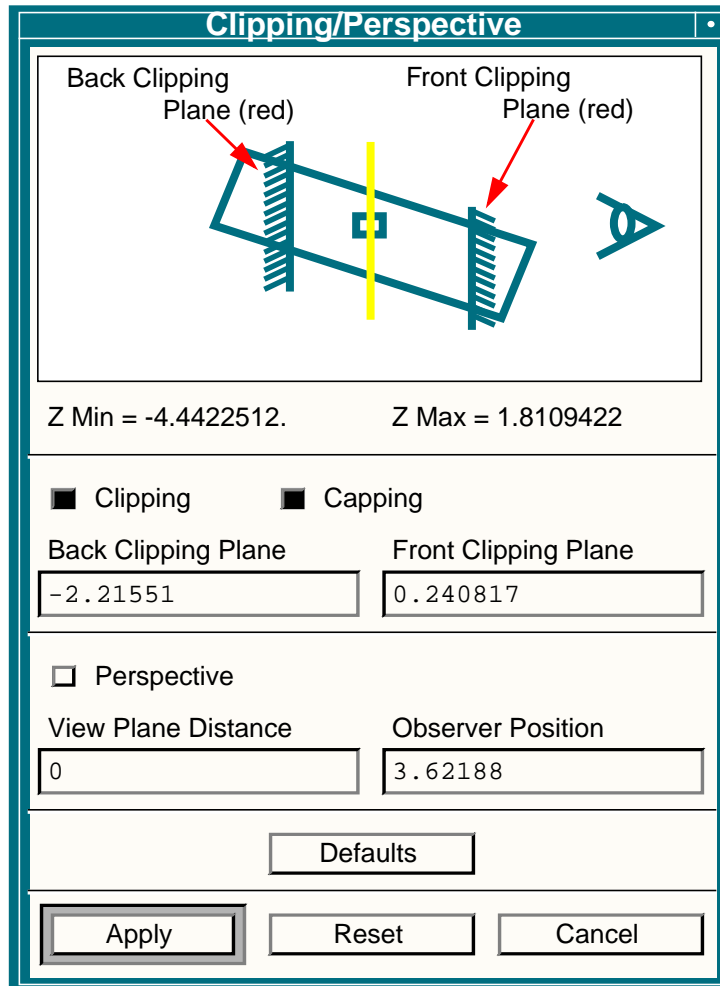 Clipping/Perspective
Back Clipping
Plane (red)
Front Clipping
Plane (red)
Z Min = -4.4422512.
Z Max = 1.8109422
Clipping
Capping
Back Clipping Plane
Front Clipping Plane
-2.21551
0.240817
Perspective
View Plane Distance
Observer Position
0
3.62188
Defaults
Apply
Reset
Cancel